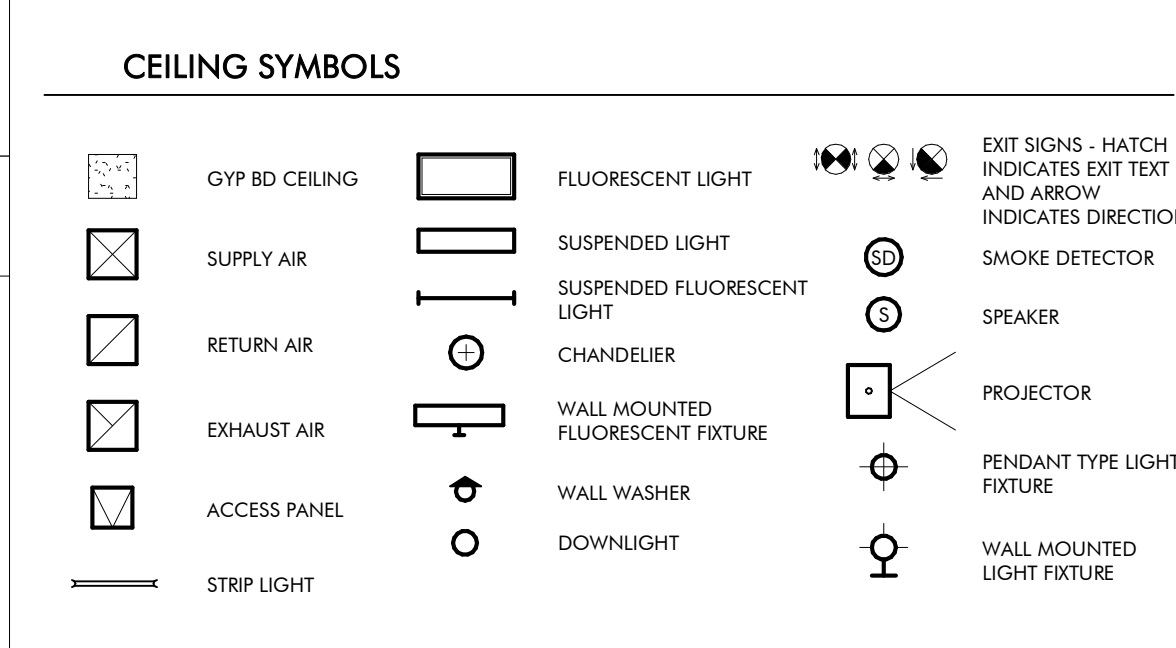 CEILING SYMBOLS
GYP BD CEILING
SUPPLY AIR
RETURN AIR
EXHAUST AIR
ACCESS PANEL
STRIP LIGHT
FLUORESCENT LIGHT
SUSPENDED LIGHT
SUSPENDED FLUORESCENT
LIGHT
CHANDELIER
WALL MOUNTED
FLUORESCENT FIXTURE
WALL WASHER
DOWNLIGHT
EXIT SIGNS - HATCH
INDICATES EXIT TEXT
AND ARROW
INDICATES DIRECTIO
SD
SMOKE DETECTOR
S
SPEAKER
PROJECTOR
PENDANT TYPE LIGHT
FIXTURE
WALL MOUNTED
LIGHT FIXTURE